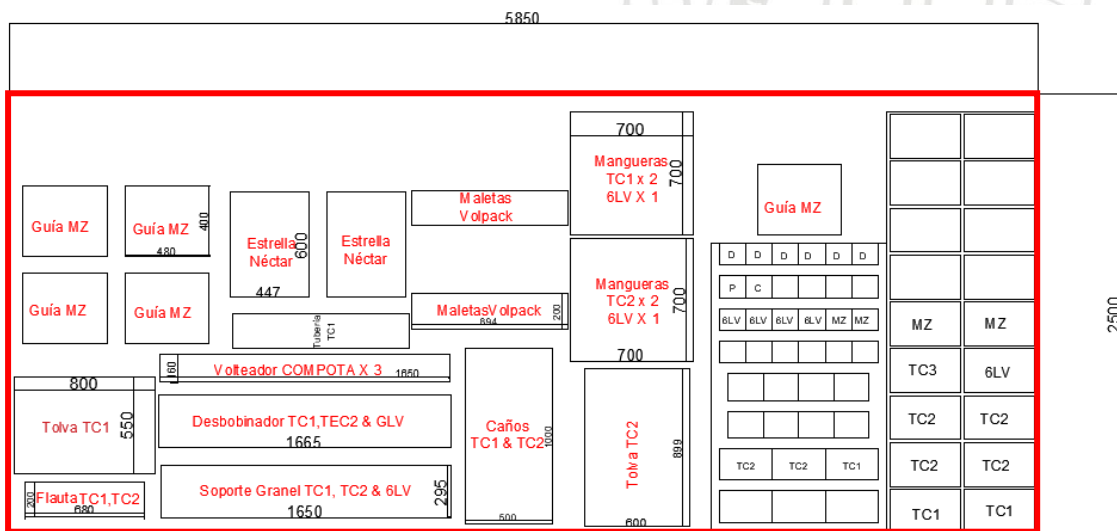 5850
2500
Guía MZ
Guía MZ
400
480
Guía MZ
Guía MZ
Estrella
Néctar
600
447
Estrella
Néctar
Maletas
Volpack
MaletasVolpack
894
200
Tubería
TC1
700
Mangueras
TC1 x 2
6LV X 1
700
Mangueras
TC2 x 2
6LV X 1
700
700
Guía MZ
D D D D D D
P C
6LV 6LV 6LV 6LV MZ MZ
TC2 TC2 TC1
MZ MZ
TC3 6LV
TC2 TC2
TC2 TC2
TC1 TC1
Volteador COMPOTA X 3
160
1650
800
Tolva TC1
550
Desbobinador TC1,TEC2 & GLV
1665
Caños
TC1 & TC2
1000
500
Tolva TC2
899
600
FlautaTC1,TC2
200
680
Soporte Granel TC1, TC2 & 6LV
1650
295